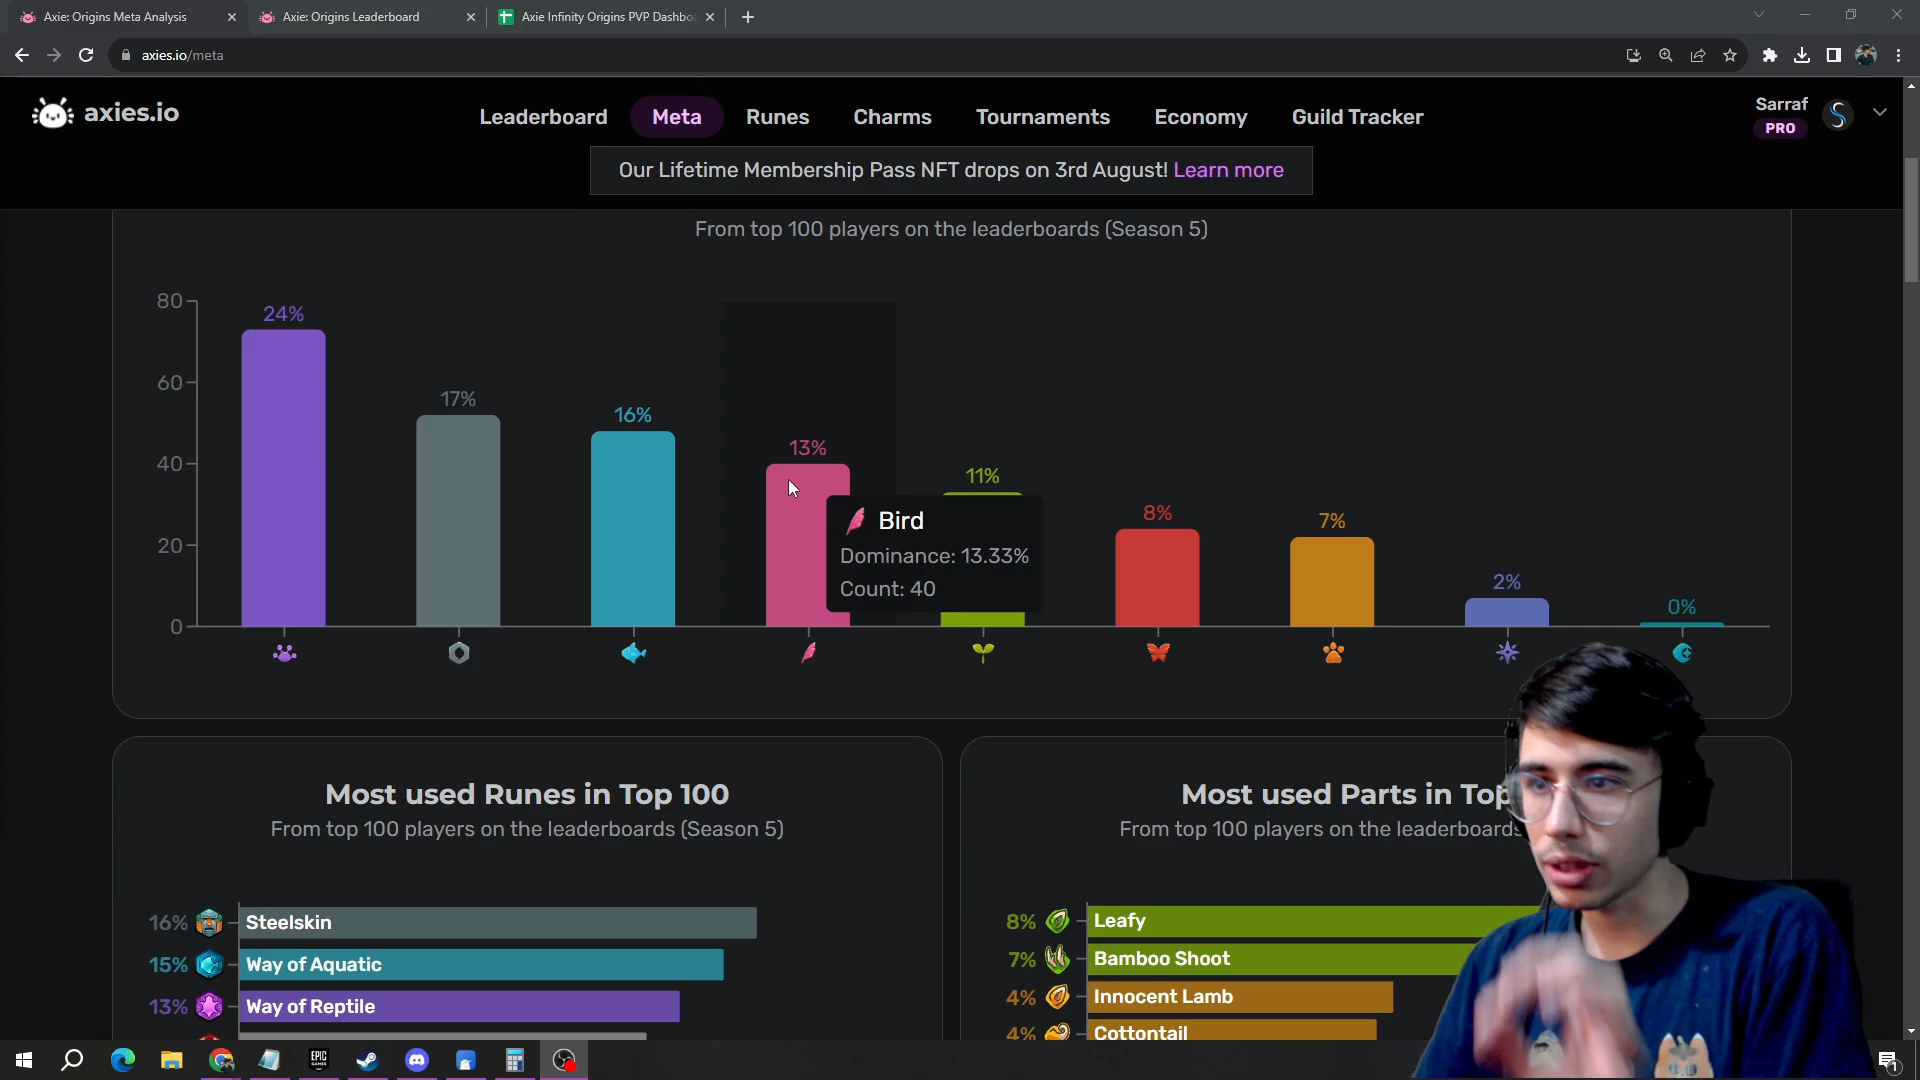 Axie: Origins Meta Analysis
Axie: Origins Leaderboard
Axie Infinity Origins PVP Dashbo
axies.io/meta
axies.io
Leaderboard
Meta
Runes
Charms
Tournaments
Economy
Guild Tracker
Sarraf
PRO
Our Lifetime Membership Pass NFT drops on 3rd August! Learn more
From top 100 players on the leaderboards (Season 5)
80
60
40
20
0
24%
17%
16%
13%
11%
8%
7%
2%
0%
Bird
Dominance: 13.33%
Count: 40
Most used Runes in Top 100
From top 100 players on the leaderboards (Season 5)
16% Steelskin
15% Way of Aquatic
13% Way of Reptile
Most used Parts in Top
From top 100 players on the leaderboards
8% Leafy
7% Bamboo Shoot
4% Innocent Lamb
4% Cottontail
EPIC
GAMES
1